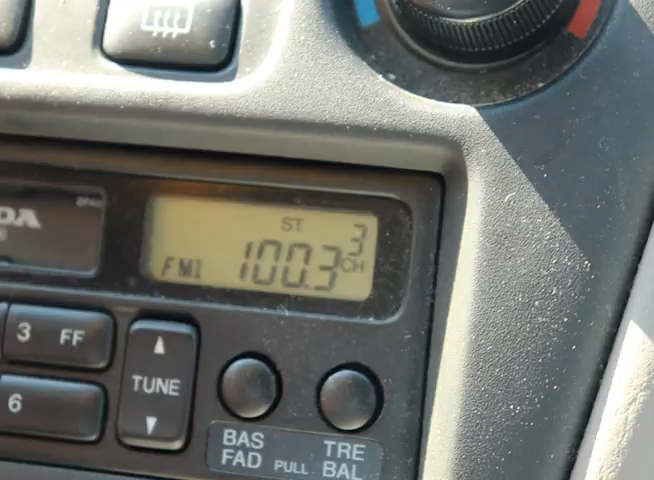 ST 3
FM1 100.3 CH
3 FF
TUNE
6
BAS TRE
FAD PULL BAL